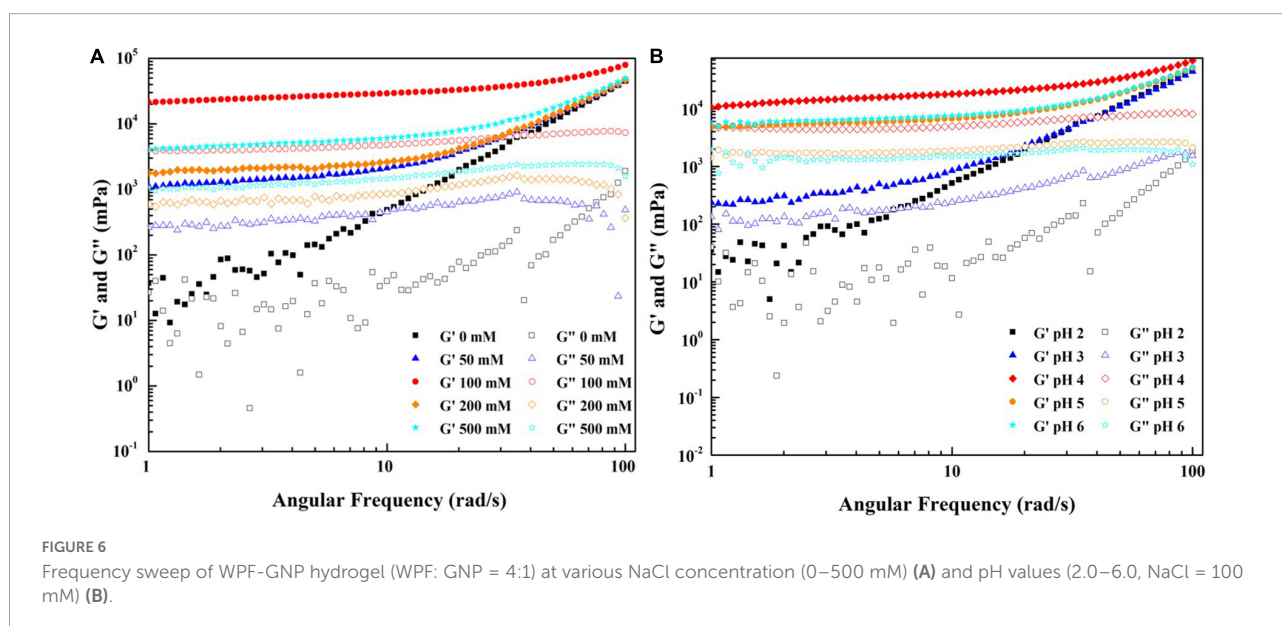 A
G' and G'' (mPa)
10^5
10^4
10^3
10^2
10^1
10^0
10^-1
G' 0 mM
G'' 0 mM
G' 50 mM
G'' 50 mM
G' 100 mM
G'' 100 mM
G' 200 mM
G'' 200 mM
G' 500 mM
G'' 500 mM
1
10
100
Angular Frequency (rad/s)
B
G' and G'' (mPa)
10^4
10^3
10^2
10^1
10^0
10^-1
10^-2
G' pH 2
G'' pH 2
G' pH 3
G'' pH 3
G' pH 4
G'' pH 4
G' pH 5
G'' pH 5
G' pH 6
G'' pH 6
1
10
100
Angular Frequency (rad/s)
FIGURE 6
Frequency sweep of WPF-GNP hydrogel (WPF: GNP = 4:1) at various NaCl concentration (0–500 mM) (A) and pH values (2.0–6.0, NaCl = 100
mM) (B).